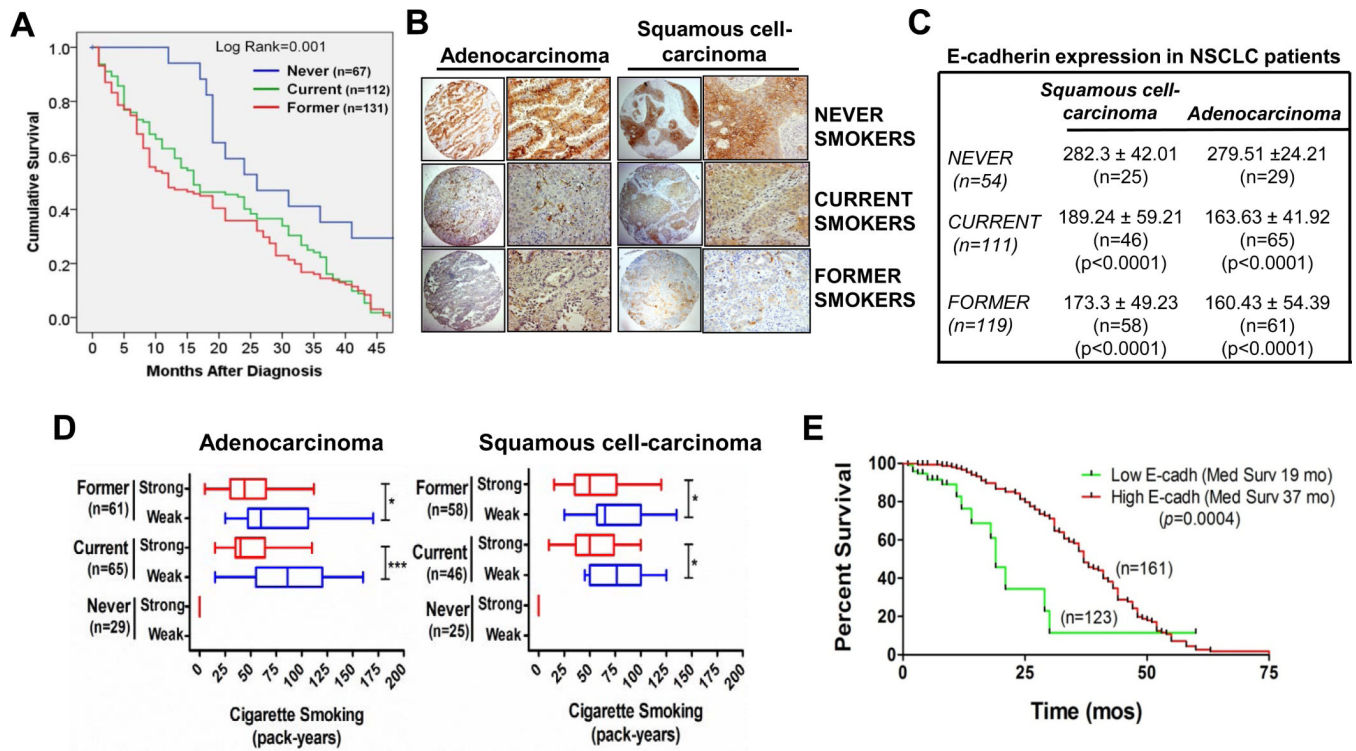 A
Log Rank=0.001
Never (n=67)
Current (n=112)
Former (n=131)
Cumulative Survival
1.0
0.8
0.6
0.4
0.2
0.0
0 5 10 15 20 25 30 35 40 45
Months After Diagnosis
B
Adenocarcinoma
Squamous cell-
carcinoma
NEVER
SMOKERS
CURRENT
SMOKERS
FORMER
SMOKERS
C
E-cadherin expression in NSCLC patients
Squamous cell-
carcinoma
Adenocarcinoma
NEVER
(n=54)
282.3 ± 42.01
(n=25)
279.51 ±24.21
(n=29)
CURRENT
(n=111)
189.24 ± 59.21
(n=46)
(p<0.0001)
163.63 ± 41.92
(n=65)
(p<0.0001)
FORMER
(n=119)
173.3 ± 49.23
(n=58)
(p<0.0001)
160.43 ± 54.39
(n=61)
(p<0.0001)
D
Adenocarcinoma
Former
(n=61)
Strong
Weak
*
Current
(n=65)
Strong
Weak
***
Never
(n=29)
Strong
Weak
0 25 50 75 100 125 150 175 200
Cigarette Smoking
(pack-years)
Squamous cell-carcinoma
Former
(n=58)
Strong
Weak
*
Current
(n=46)
Strong
Weak
*
Never
(n=25)
Strong
Weak
0 25 50 75 100 125 150 175 200
Cigarette Smoking
(pack-years)
E
Percent Survival
100
80
60
40
20
0
Low E-cadh (Med Surv 19 mo)
High E-cadh (Med Surv 37 mo)
(p=0.0004)
(n=161)
(n=123)
0 25 50 75
Time (mos)